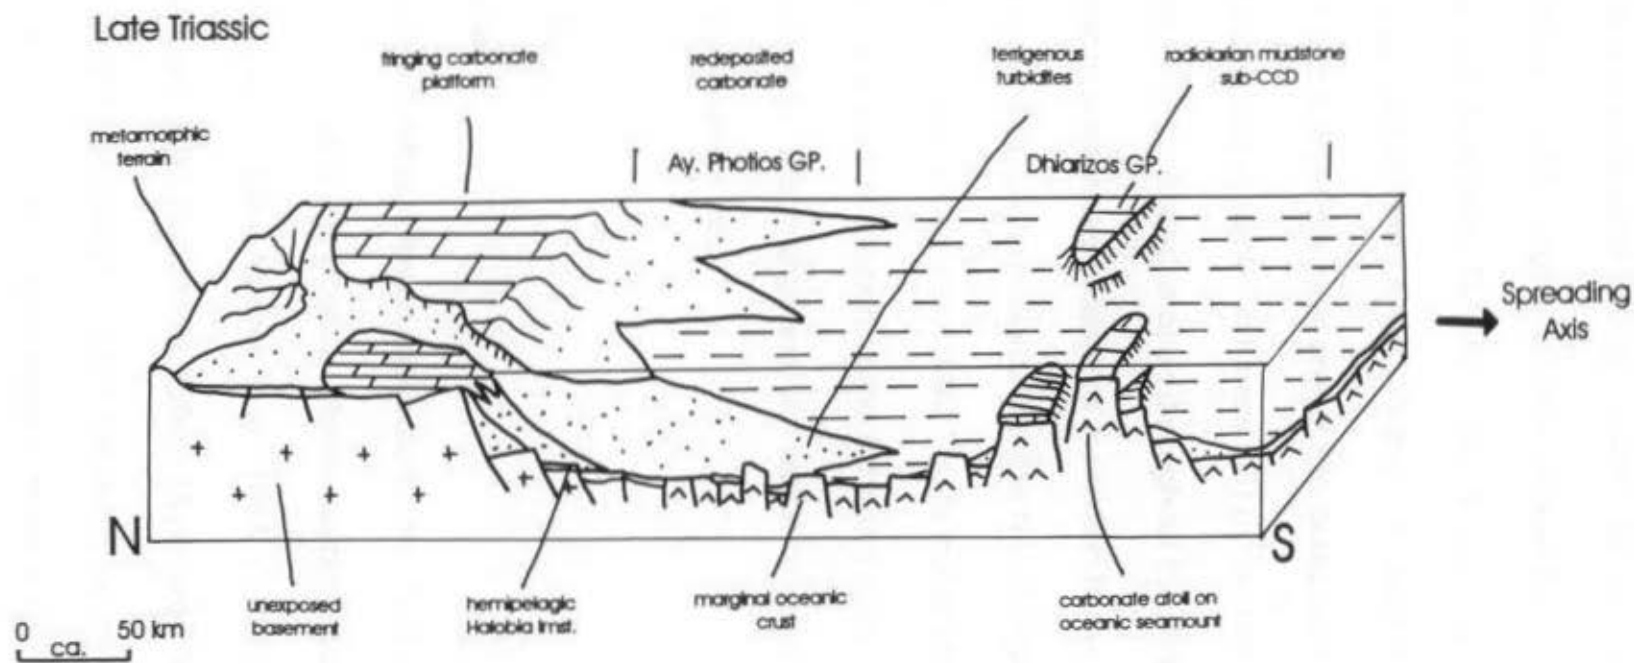 Late Triassic
fringing carbonate
platform
redeposited
carbonate
terrigenous
turbidites
radiolarian mudstone
sub-CCD
metamorphic
terrain
Ay. Photios GP.
Dhiarizos GP.
Spreading
Axis
N
S
unexposed
basement
hemipelagic
Halobia lmst.
marginal oceanic
crust
carbonate atoll on
oceanic seamount
0 50 km
ca.